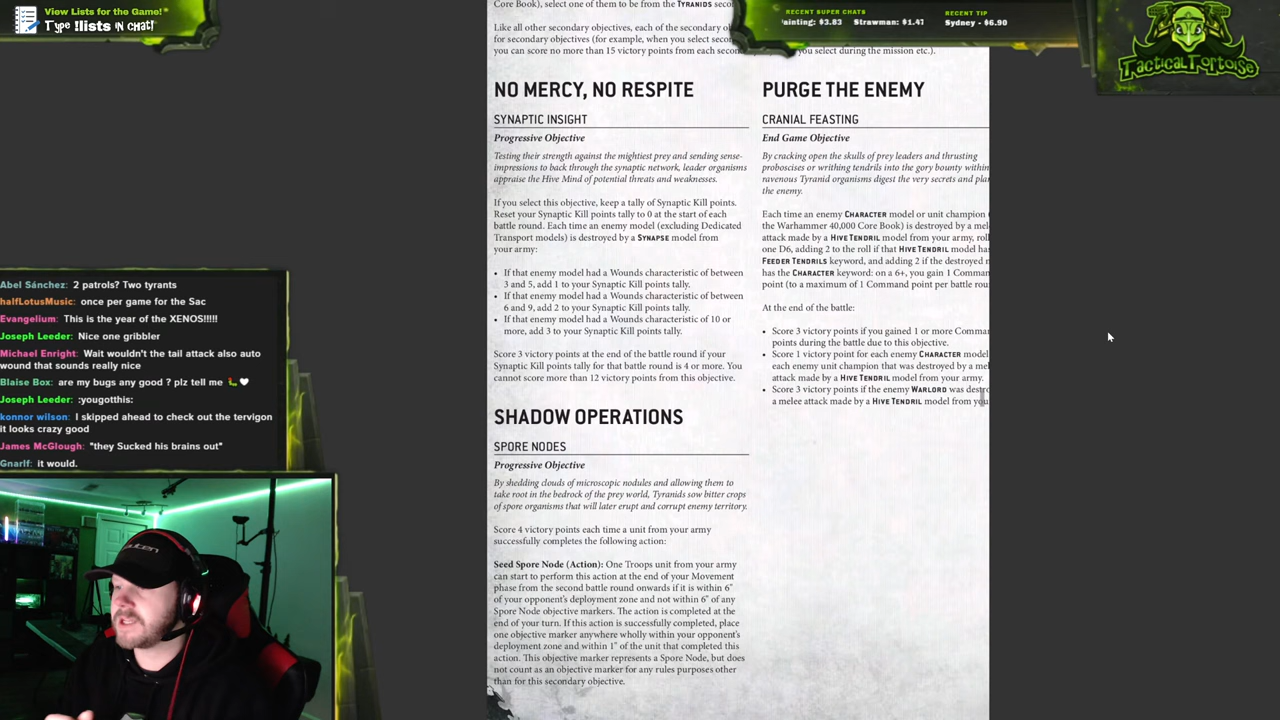 View Lists for the Game!*
Type !lists in chat!
RECENT SUPER CHATS
ainting: $3.83 Strawman: $1.47
RECENT TIP
Sydney - $6.90
TacticalTortoise
Core Book), select one of them to be from the TYRANIDS
Like all other secondary objectives, each of the secondary
for secondary objectives (for example, when you select
you can score no more than 15 victory points from each
you select during the mission etc.).
NO MERCY, NO RESPITE
SYNAPTIC INSIGHT
Progressive Objective
Testing their strength against the mightiest prey and sending sense-
impressions to back through the synaptic network, leader organisms
appraise the Hive Mind of potential threats and weaknesses.
If you select this objective, keep a tally of Synaptic Kill points.
Reset your Synaptic Kill points tally to 0 at the start of each
battle round. Each time an enemy model (excluding Dedicated
Transport models) is destroyed by a SYNAPSE model from
your army:
• If that enemy model had a Wounds characteristic of between
3 and 5, add 1 to your Synaptic Kill points tally.
• If that enemy model had a Wounds characteristic of between
6 and 9, add 2 to your Synaptic Kill points tally.
• If that enemy model had a Wounds characteristic of 10 or
more, add 3 to your Synaptic Kill points tally.
Score 3 victory points at the end of the battle round if your
Synaptic Kill points tally for that battle round is 4 or more. You
cannot score more than 12 victory points from this objective.
SHADOW OPERATIONS
SPORE NODES
Progressive Objective
By shedding clouds of microscopic nodules and allowing them to
take root in the bedrock of the prey world, Tyranids sow bitter crops
of spore organisms that will later erupt and corrupt enemy territory.
Score 4 victory points each time a unit from your army
successfully completes the following action:
Seed Spore Node (Action): One Troops unit from your army
can start to perform this action at the end of your Movement
phase from the second battle round onwards if it is within 6"
of your opponent's deployment zone and not within 6" of any
Spore Node objective markers. The action is completed at the
end of your turn. If this action is successfully completed, place
one objective marker anywhere wholly within your opponent's
deployment zone and within 1" of the unit that completed this
action. This objective marker represents a Spore Node, but does
not count as an objective marker for any rules purposes other
than for this secondary objective.
PURGE THE ENEMY
CRANIAL FEASTING
End Game Objective
By cracking open the skulls of prey leaders and thrusting
proboscises or writhing tendrils into the gory bounty within
ravenous Tyranid organisms digest the very secrets and
the enemy.
Each time an enemy CHARACTER model or unit champion
the Warhammer 40,000 Core Book) is destroyed by a
attack made by a HIVE TENDRIL model from your army,
one D6, adding 2 to the roll if that HIVE TENDRIL model
FEEDER TENDRILS keyword, and adding 2 if the destroyed
has the CHARACTER keyword: on a 6+, you gain 1
point (to a maximum of 1 Command point per battle
At the end of the battle:
• Score 3 victory points if you gained 1 or more
points during the battle due to this objective.
• Score 1 victory point for each enemy CHARACTER model
each enemy unit champion that was destroyed by a
attack made by a HIVE TENDRIL model from your army.
• Score 3 victory points if the enemy WARLORD was
a melee attack made by a HIVE TENDRIL model from
Abel Sánchez: 2 patrols? Two tyrants
halfLotusMusic: once per game for the Sac
Evangelium: This is the year of the XENOS!!!!!
Joseph Leeder: Nice one gribbler
Michael Enright: Wait wouldn't the tail attack also auto
wound that sounds really nice
Blaise Box: are my bugs any good ? plz tell me 🐛🤍
Joseph Leeder: :yougotthis:
konnor wilson: I skipped ahead to check out the tervigon
it looks crazy good
James McGlough: "they Sucked his brains out"
Gnarlf: it would.